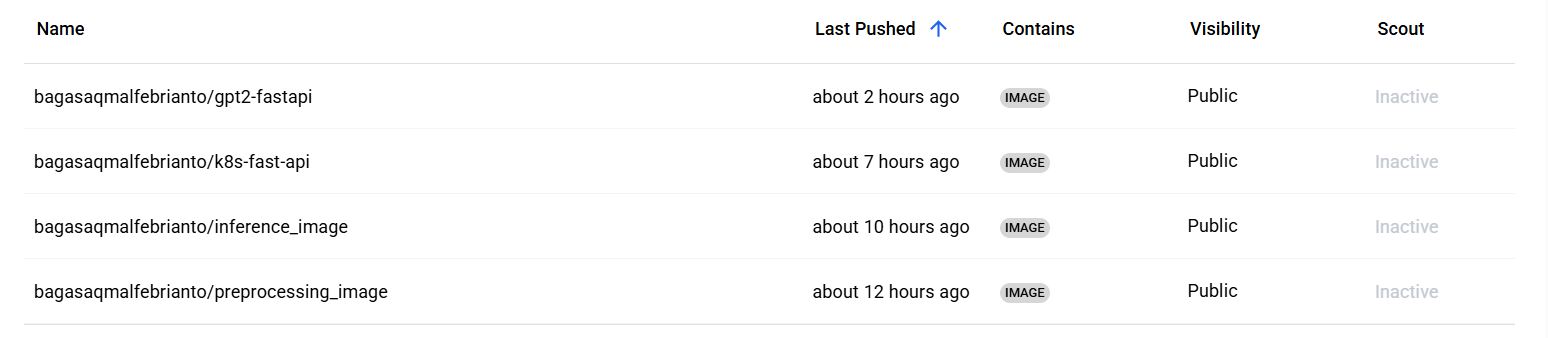 Name Last Pushed Contains Visibility Scout
bagasaqmalfebrianto/gpt2-fastapi about 2 hours ago IMAGE Public Inactive
bagasaqmalfebrianto/k8s-fast-api about 7 hours ago IMAGE Public Inactive
bagasaqmalfebrianto/inference_image about 10 hours ago IMAGE Public Inactive
bagasaqmalfebrianto/preprocessing_image about 12 hours ago IMAGE Public Inactive